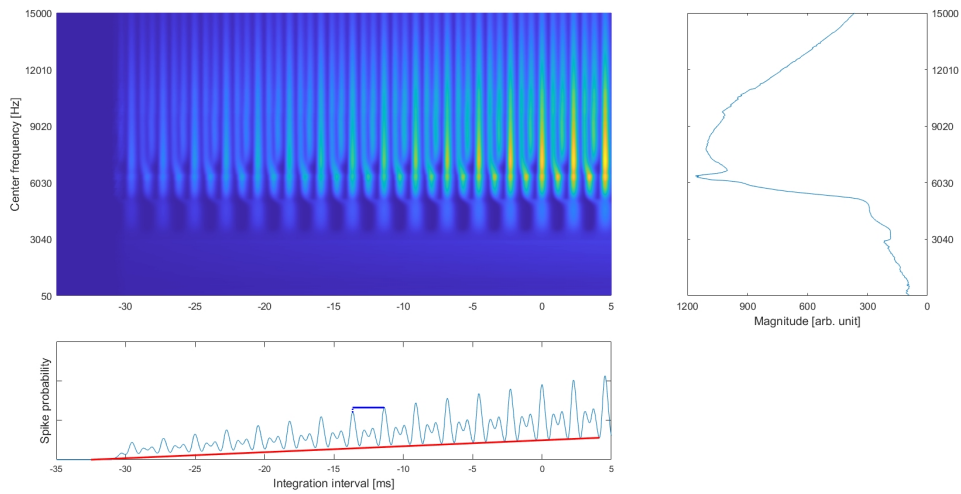 15000
12010
9020
6030
3040
50
Center frequency [Hz]
-30 -25 -20 -15 -10 -5 0 5
15000
12010
9020
6030
3040
1200 900 600 300 0
Magnitude [arb. unit]
Spike probability
-35 -30 -25 -20 -15 -10 -5 0 5
Integration interval [ms]